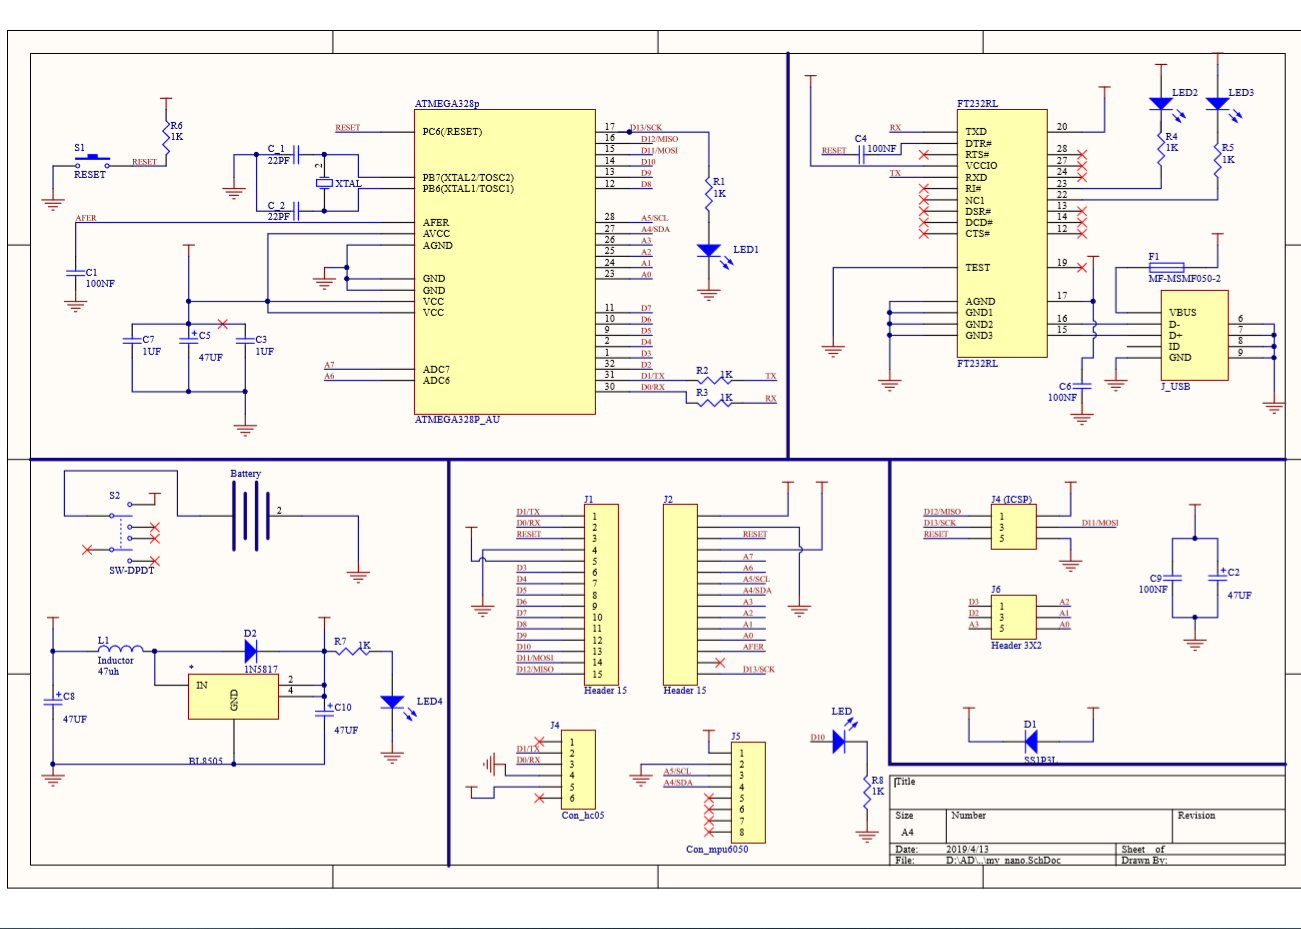 ATMEGA328p
RESET
PC6(/RESET)
PB7(XTAL2/TOSC2)
PB6(XTAL1/TOSC1)
AFER
AVCC
AGND
GND
GND
VCC
VCC
ADC7
ADC6
ATMEGA328P_AU
R6
1K
S1
RESET
RESET
C_1
22PF
2
XTAL
C_2
22PF
AFER
C1
100NF
C7
1UF
C5
47UF
C3
1UF
A7
A6
17 D13/SCK
16 D12/MISO
15 D11/MOSI
14 D10
13 D9
12 D8
28 A5/SCL
27 A4/SDA
26 A3
25 A2
24 A1
23 A0
11 D7
10 D6
9 D5
2 D4
1 D3
32 D2
31 D1/TX
30 D0/RX
R1
1K
LED1
R2 1K TX
R3 1K RX
FT232RL
RX
C4
RESET 100NF
TX
TXD 20
DTR#
RTS# 28
VCCIO 27
RXD 24
RI# 23
NC1 22
DSR# 13
DCD# 14
CTS# 12
TEST 19
AGND 17
GND1
GND2 16
GND3 15
FT232RL
LED2
R4
1K
LED3
R5
1K
F1
MF-MSMF050-2
VBUS
D- 6
D+ 7
ID 8
GND 9
J_USB
C6
100NF
Battery
2
S2
SW-DPDT
L1
Inductor
47uh
D2
1N5817
IN
GND
2
4
BL8505
C8
47UF
C10
47UF
R7 1K
LED4
J1
D1/TX 1
D0/RX 2
RESET 3
4
5
D3 6
D4 7
D5 8
D6 9
D7 10
D8 11
D9 12
D10 13
D11/MOSI 14
D12/MISO 15
Header 15
J2
RESET
A7
A6
A5/SCL
A4/SDA
A3
A2
A1
A0
AFER
D13/SCK
Header 15
J4
1
D1/TX 2
D0/RX 3
4
5
6
Con_hc05
J5
1
2
A5/SCL 3
A4/SDA 4
5
6
7
8
Con_mpu6050
LED
D10
R8
1K
J4 (ICSP)
D12/MISO 1
D13/SCK 3 D11/MOSI
RESET 5
J6
D3 1 A2
D2 3 A1
A3 5 A0
Header 3X2
C9
100NF
C2
47UF
D1
SS1P3L
Title
Size Number Revision
A4
Date: 2019/4/13 Sheet of
File: D:\AD\..\my_nano.SchDoc Drawn By: